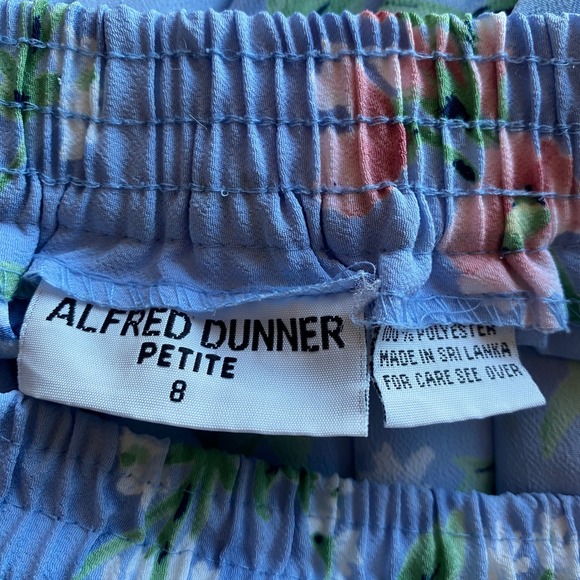 ALFRED DUNNER
PETITE
8
100% POLYESTER
MADE IN SRI LANKA
FOR CARE SEE OVER